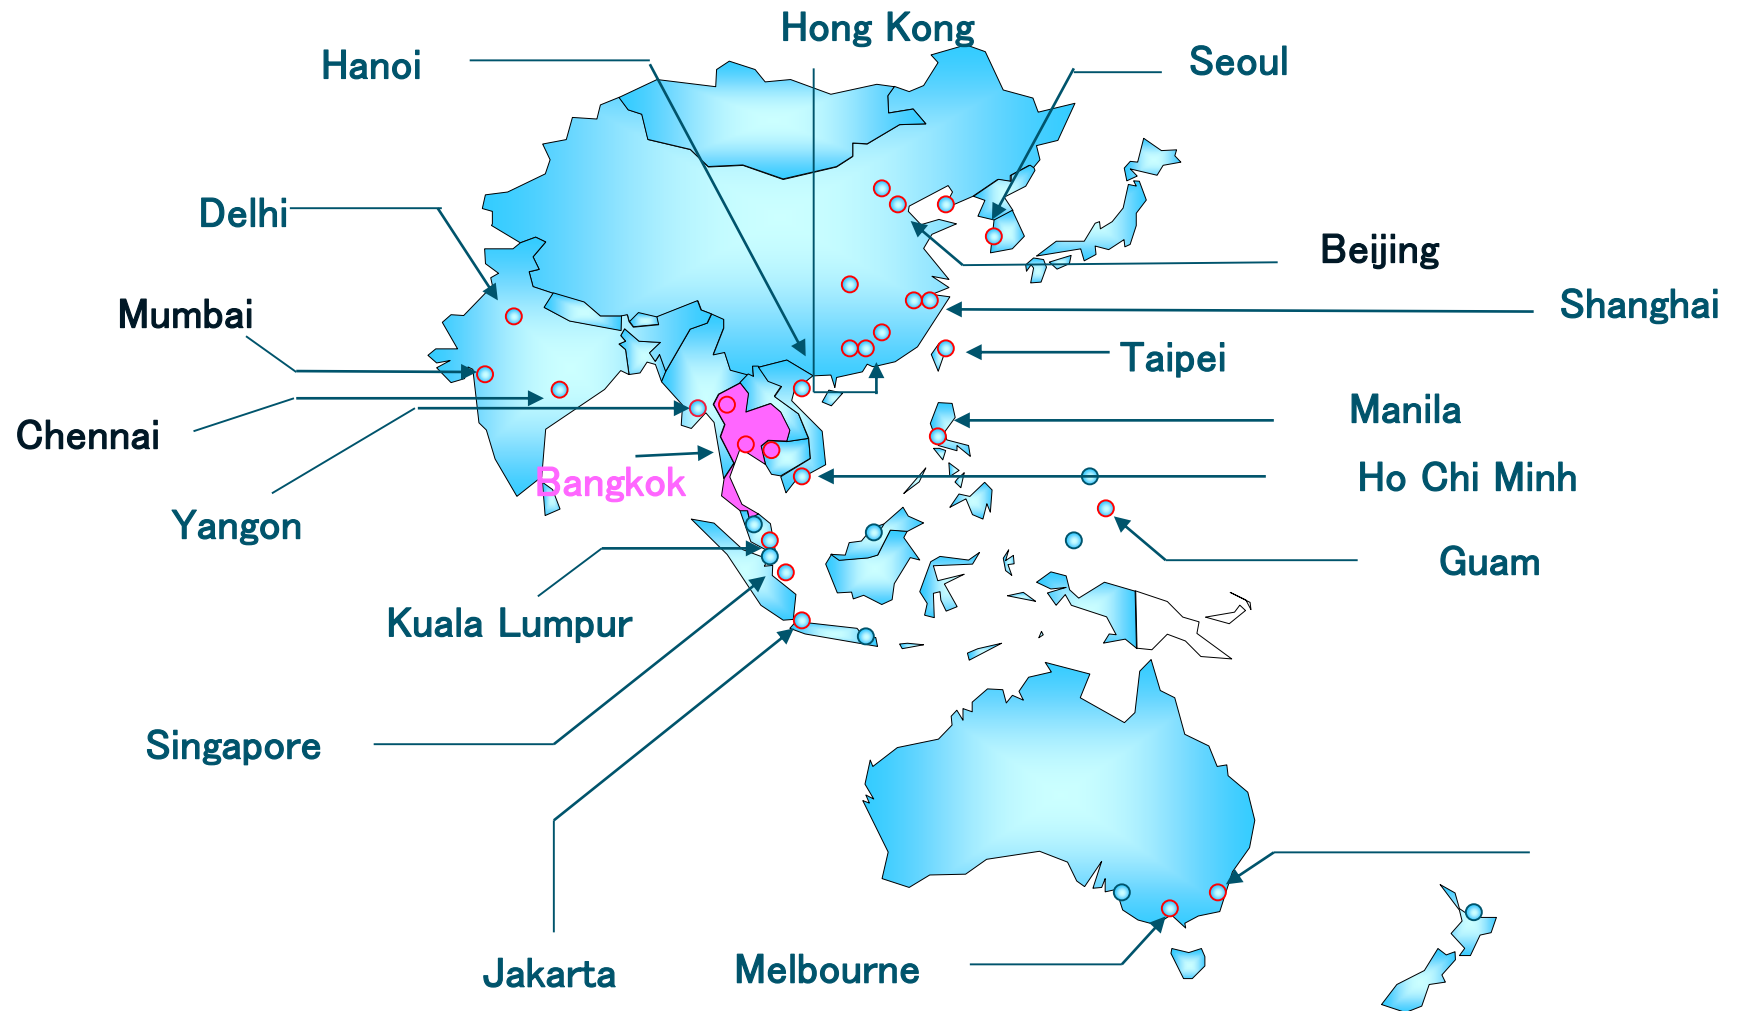 Hong Kong
Hanoi
Seoul
Delhi
Beijing
Mumbai
Shanghai
Taipei
Chennai
Manila
Bangkok
Ho Chi Minh
Yangon
Guam
Kuala Lumpur
Singapore
Jakarta
Melbourne